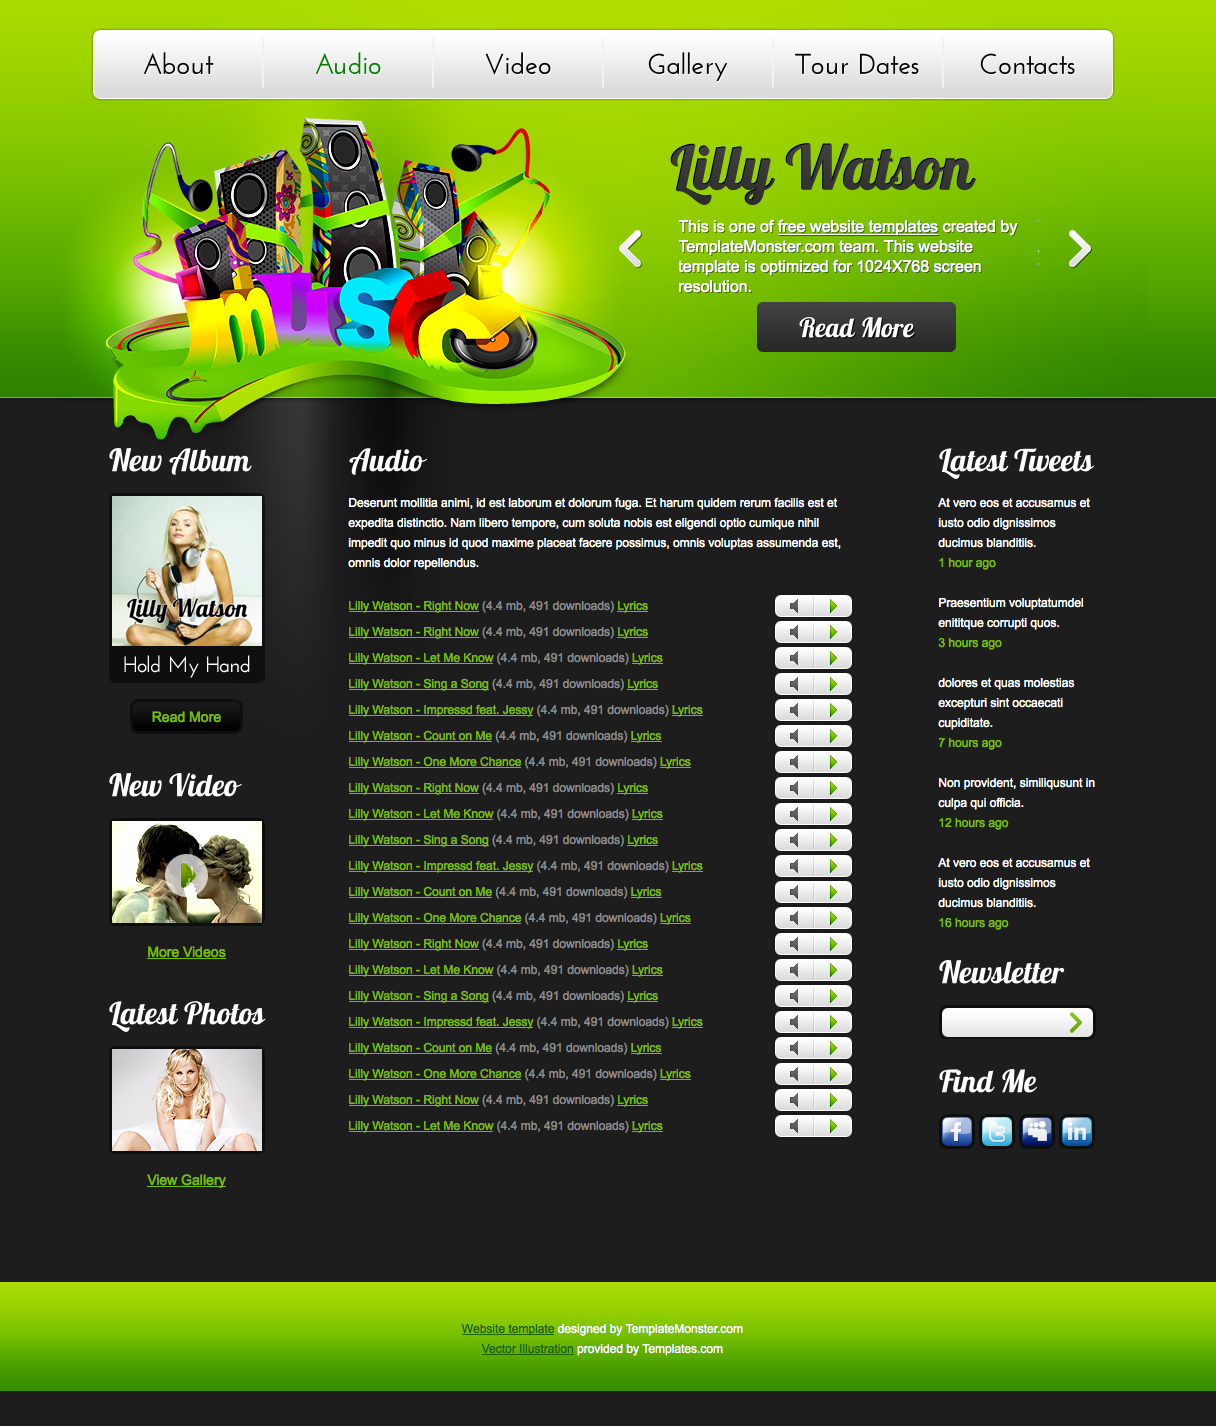 About
Audio
Video
Gallery
Tour Dates
Contacts
music
Lilly Watson
This is one of free website templates created by
TemplateMonster.com team. This website
template is optimized for 1024X768 screen
resolution.
Read More
New Album
Lilly Watson
Hold My Hand
Read More
New Video
More Videos
Latest Photos
View Gallery
Audio
Deserunt mollitia animi, id est laborum et dolorum fuga. Et harum quidem rerum facilis est et
expedita distinctio. Nam libero tempore, cum soluta nobis est eligendi optio cumique nihil
impedit quo minus id quod maxime placeat facere possimus, omnis voluptas assumenda est,
omnis dolor repellendus.
Lilly Watson - Right Now (4.4 mb, 491 downloads) Lyrics
Lilly Watson - Right Now (4.4 mb, 491 downloads) Lyrics
Lilly Watson - Let Me Know (4.4 mb, 491 downloads) Lyrics
Lilly Watson - Sing a Song (4.4 mb, 491 downloads) Lyrics
Lilly Watson - Impressd feat. Jessy (4.4 mb, 491 downloads) Lyrics
Lilly Watson - Count on Me (4.4 mb, 491 downloads) Lyrics
Lilly Watson - One More Chance (4.4 mb, 491 downloads) Lyrics
Lilly Watson - Right Now (4.4 mb, 491 downloads) Lyrics
Lilly Watson - Let Me Know (4.4 mb, 491 downloads) Lyrics
Lilly Watson - Sing a Song (4.4 mb, 491 downloads) Lyrics
Lilly Watson - Impressd feat. Jessy (4.4 mb, 491 downloads) Lyrics
Lilly Watson - Count on Me (4.4 mb, 491 downloads) Lyrics
Lilly Watson - One More Chance (4.4 mb, 491 downloads) Lyrics
Lilly Watson - Right Now (4.4 mb, 491 downloads) Lyrics
Lilly Watson - Let Me Know (4.4 mb, 491 downloads) Lyrics
Lilly Watson - Sing a Song (4.4 mb, 491 downloads) Lyrics
Lilly Watson - Impressd feat. Jessy (4.4 mb, 491 downloads) Lyrics
Lilly Watson - Count on Me (4.4 mb, 491 downloads) Lyrics
Lilly Watson - One More Chance (4.4 mb, 491 downloads) Lyrics
Lilly Watson - Right Now (4.4 mb, 491 downloads) Lyrics
Lilly Watson - Let Me Know (4.4 mb, 491 downloads) Lyrics
Latest Tweets
At vero eos et accusamus et
iusto odio dignissimos
ducimus blanditiis.
1 hour ago
Praesentium voluptatumdel
enititque corrupti quos.
3 hours ago
dolores et quas molestias
excepturi sint occaecati
cupiditate.
7 hours ago
Non provident, similiqusunt in
culpa qui officia.
12 hours ago
At vero eos et accusamus et
iusto odio dignissimos
ducimus blanditiis.
16 hours ago
Newsletter
Find Me
f
t
in
Website template designed by TemplateMonster.com
Vector Illustration provided by Templates.com